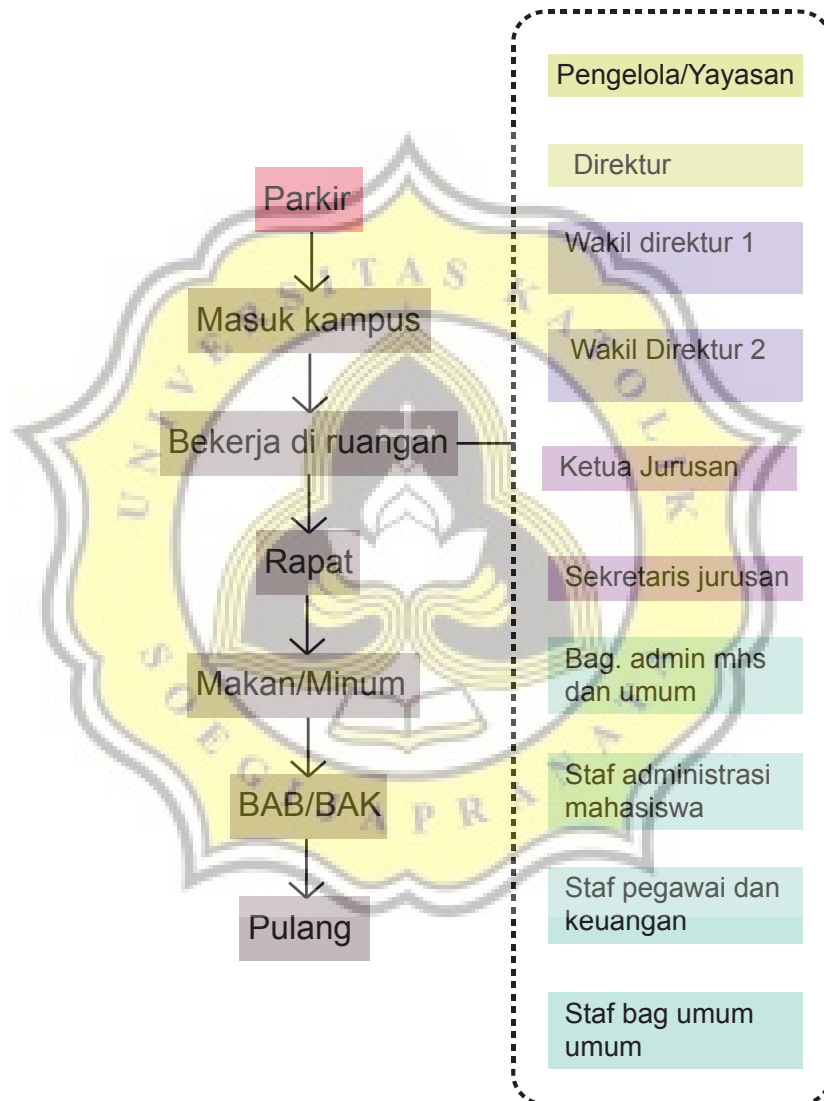 Parkir
Masuk kampus
Bekerja di ruangan
Rapat
Makan/Minum
BAB/BAK
Pulang
Pengelola/Yayasan
Direktur
Wakil direktur 1
Wakil Direktur 2
Ketua Jurusan
Sekretaris jurusan
Bag. admin mhs
dan umum
Staf administrasi
mahasiswa
Staf pegawai dan
keuangan
Staf bag umum
umum
UNIVERSITAS KATOLIK